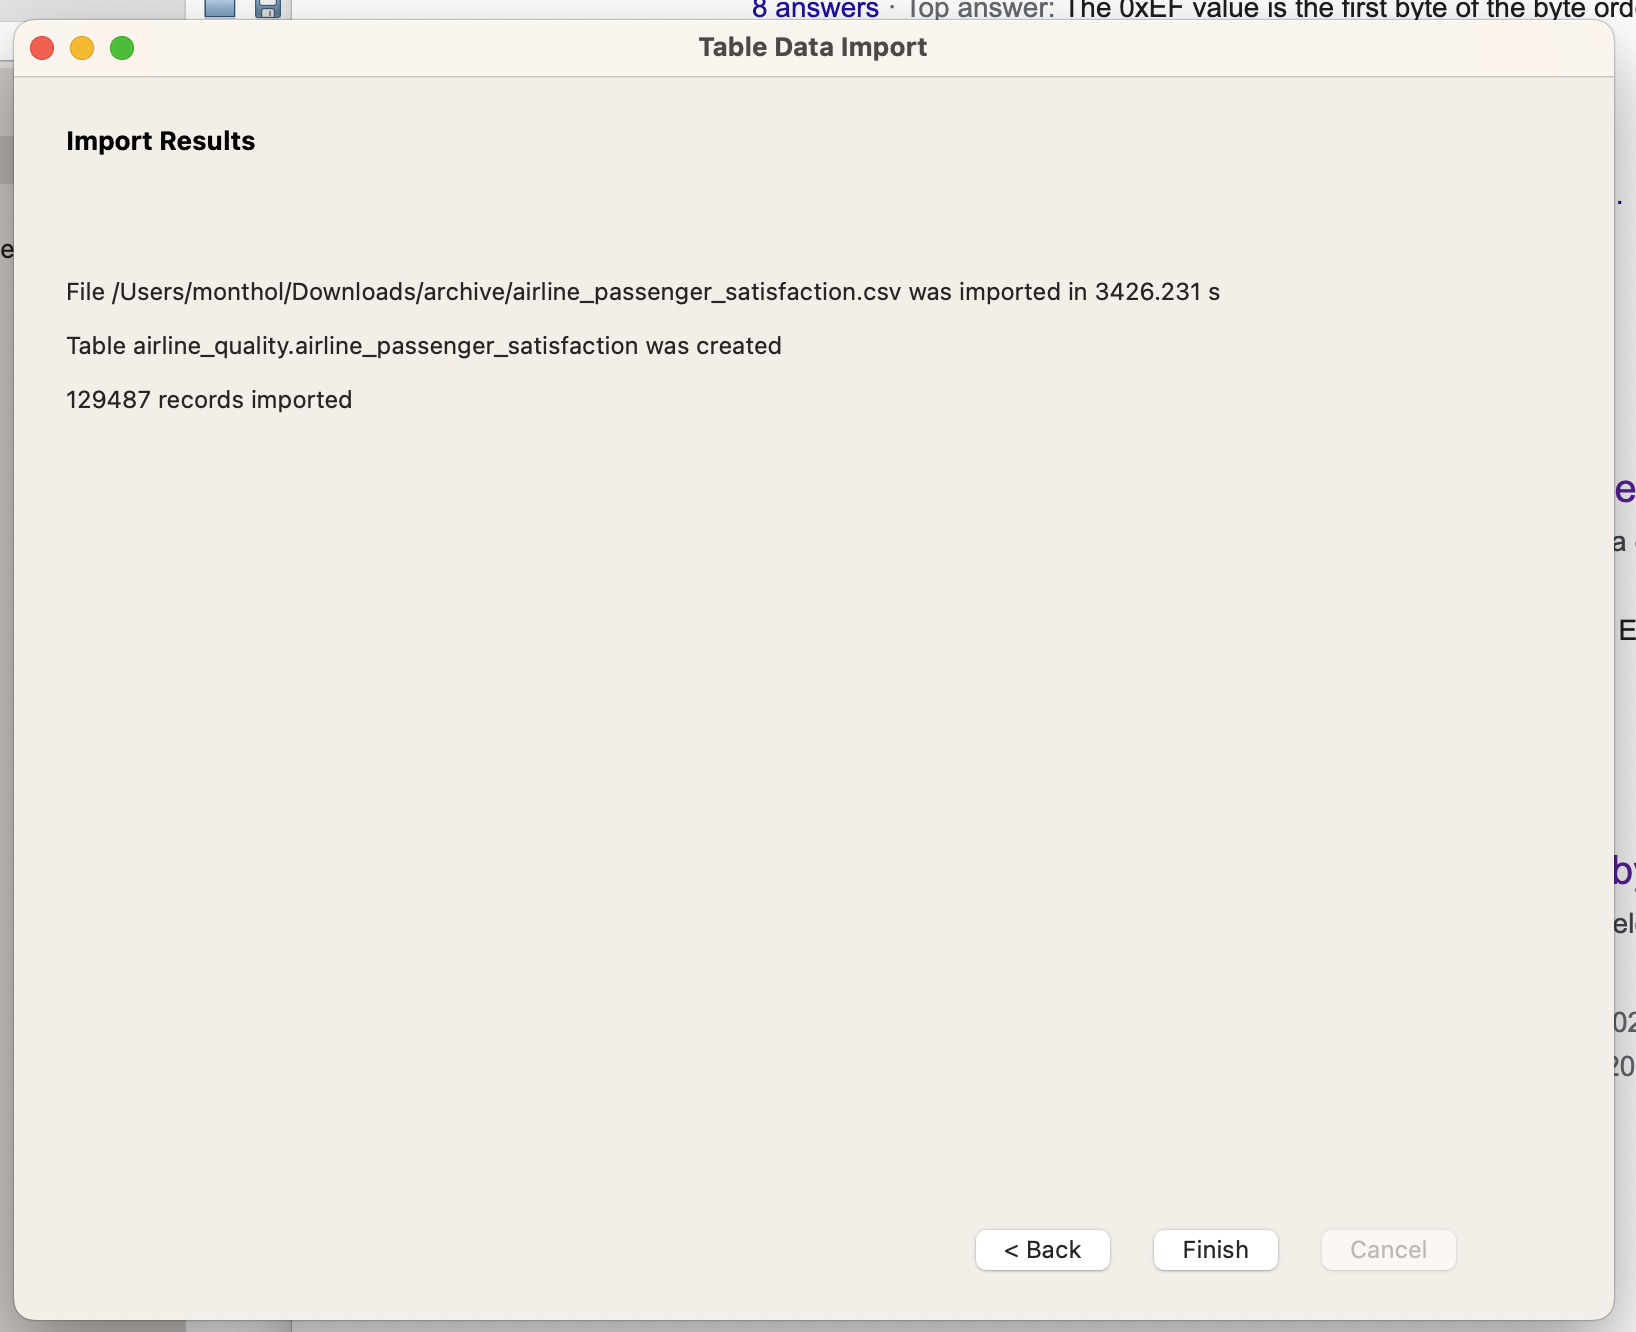 8 answers · Top answer: The 0xEF value is the first byte of the byte
Table Data Import
Import Results
File /Users/monthol/Downloads/archive/airline_passenger_satisfaction.csv was imported in 3426.231 s
Table airline_quality.airline_passenger_satisfaction was created
129487 records imported
< Back
Finish
Cancel